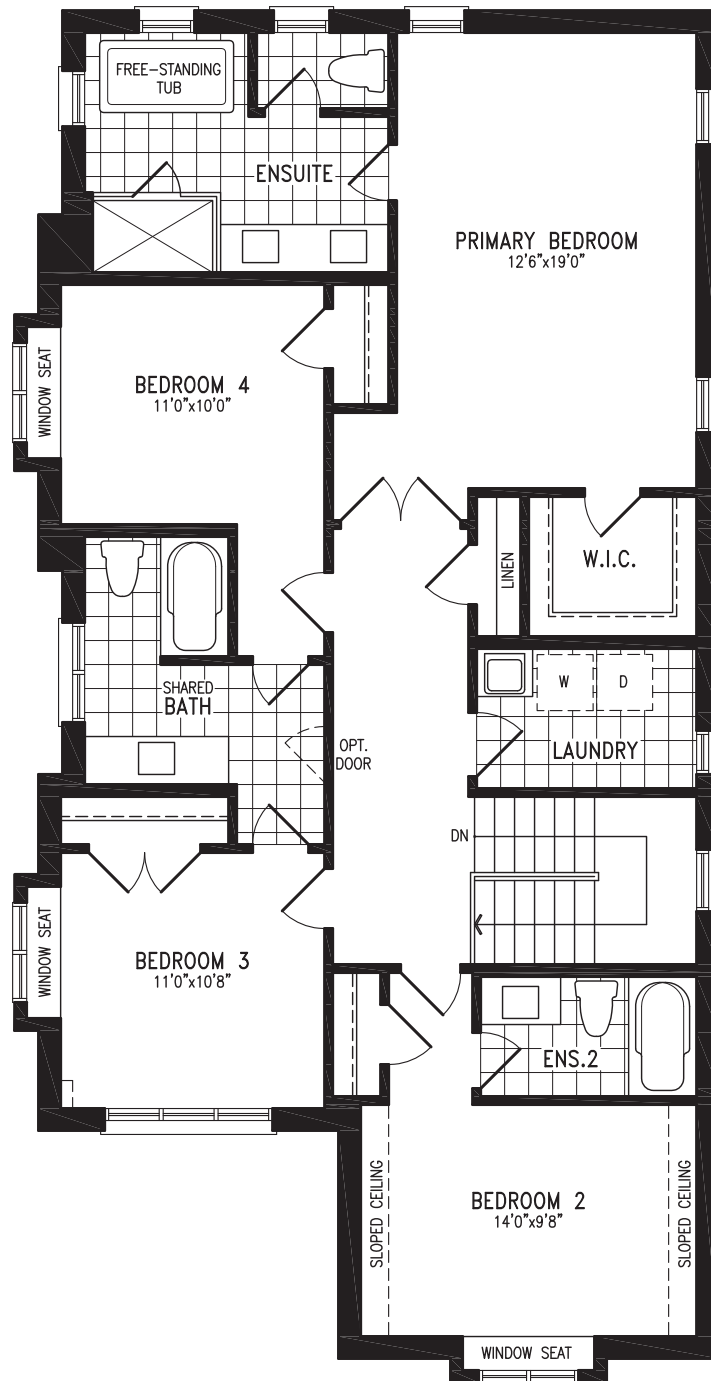 FREE-STANDING
TUB
ENSUITE
PRIMARY BEDROOM
12'6"x19'0"
WINDOW SEAT
BEDROOM 4
11'0"x10'0"
LINEN
W.I.C.
SHARED
BATH
OPT.
DOOR
W
D
LAUNDRY
DN
WINDOW SEAT
BEDROOM 3
11'0"x10'8"
ENS.2
SLOPED CEILING
BEDROOM 2
14'0"x9'8"
SLOPED CEILING
WINDOW SEAT